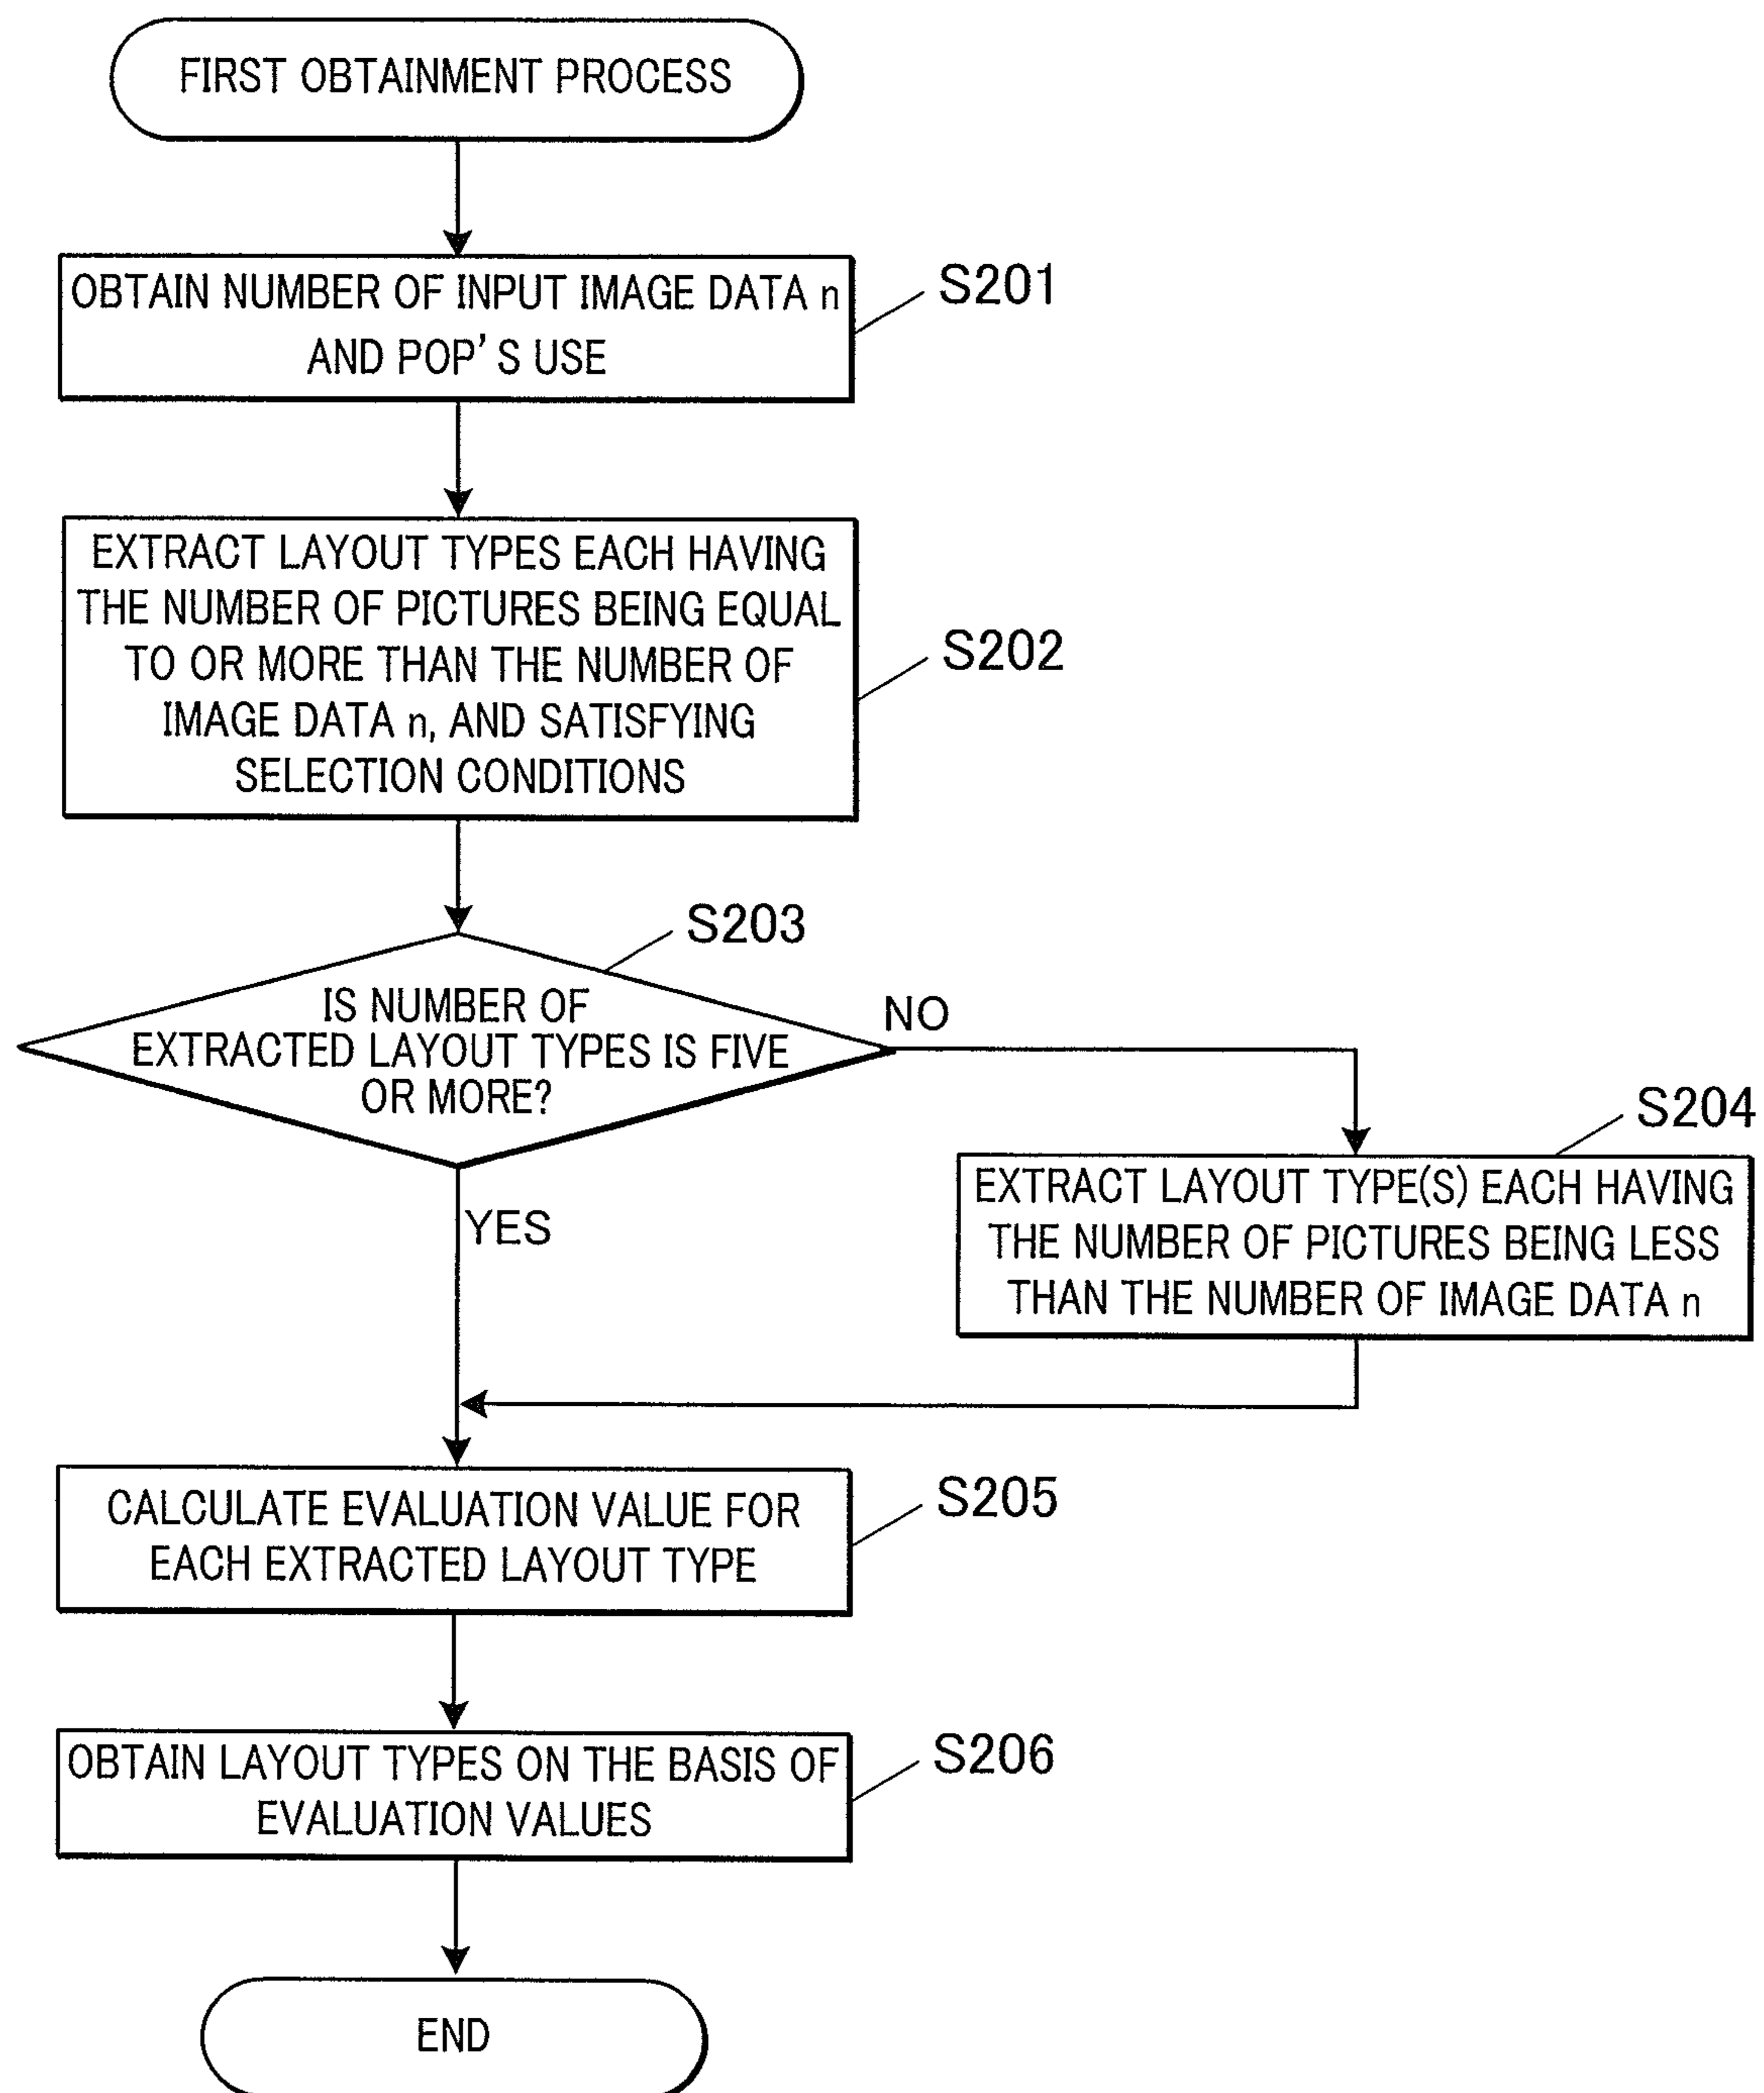 FIRST OBTAINMENT PROCESS
OBTAIN NUMBER OF INPUT IMAGE DATA n
AND POP'S USE
S201
EXTRACT LAYOUT TYPES EACH HAVING
THE NUMBER OF PICTURES BEING EQUAL
TO OR MORE THAN THE NUMBER OF
IMAGE DATA n, AND SATISFYING
SELECTION CONDITIONS
S202
S203
IS NUMBER OF
EXTRACTED LAYOUT TYPES IS FIVE
OR MORE?
NO
YES
S204
EXTRACT LAYOUT TYPE(S) EACH HAVING
THE NUMBER OF PICTURES BEING LESS
THAN THE NUMBER OF IMAGE DATA n
CALCULATE EVALUATION VALUE FOR
EACH EXTRACTED LAYOUT TYPE
S205
OBTAIN LAYOUT TYPES ON THE BASIS OF
EVALUATION VALUES
S206
END